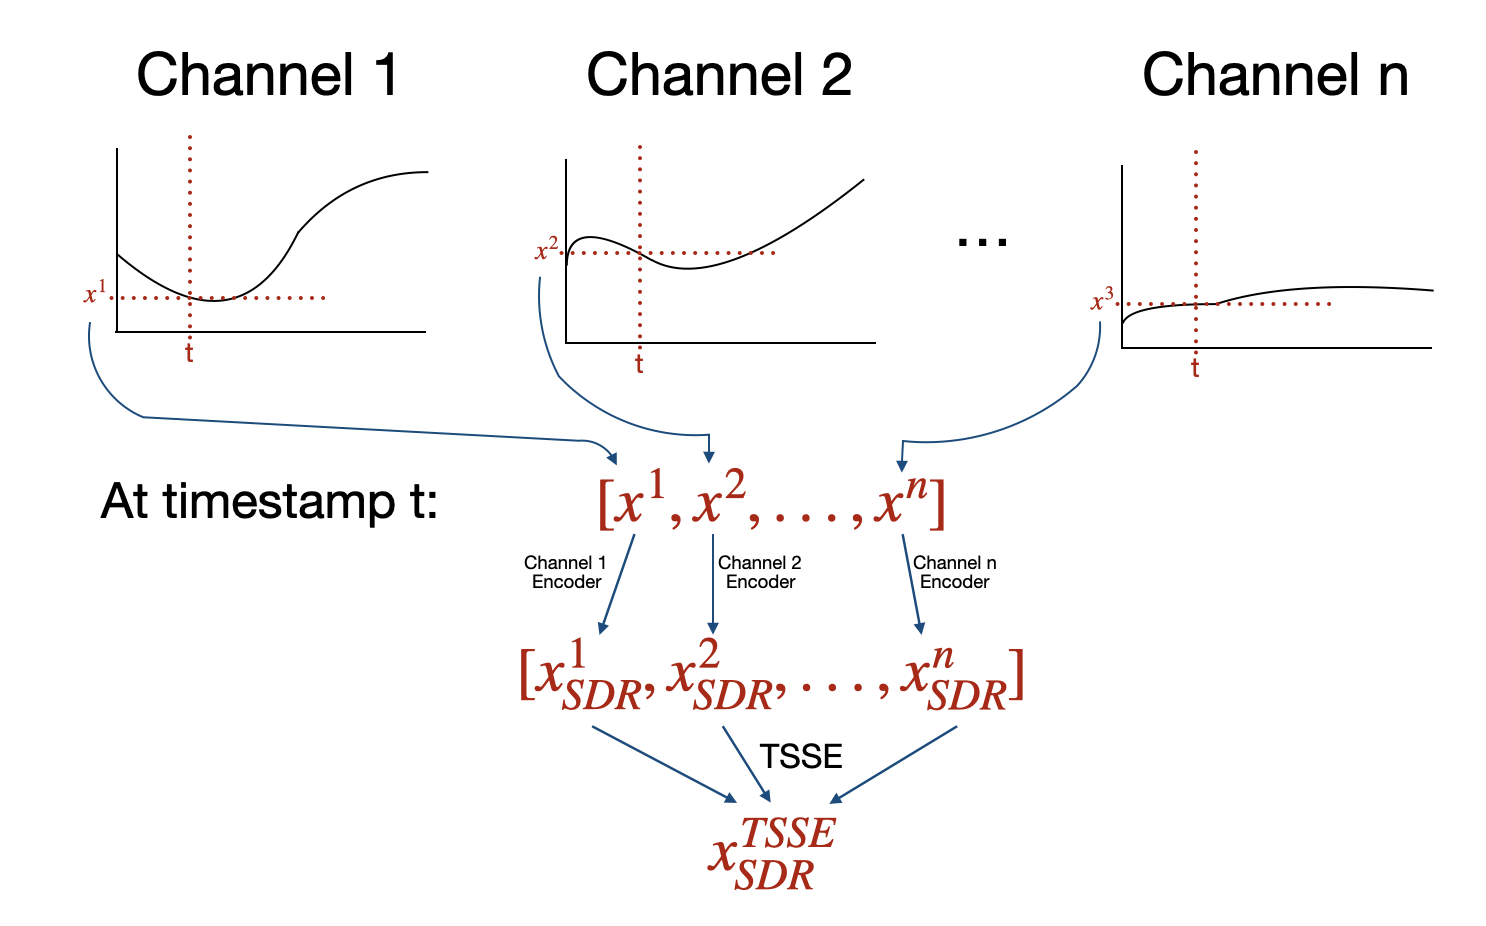 Channel 1
Channel 2
Channel n
x^1
t
x^2
t
...
x^3
t
At timestamp t:
[x^1, x^2, ..., x^n]
Channel 1
Encoder
Channel 2
Encoder
Channel n
Encoder
[x^1_{SDR}, x^2_{SDR}, ..., x^n_{SDR}]
TSSE
x^{TSSE}_{SDR}